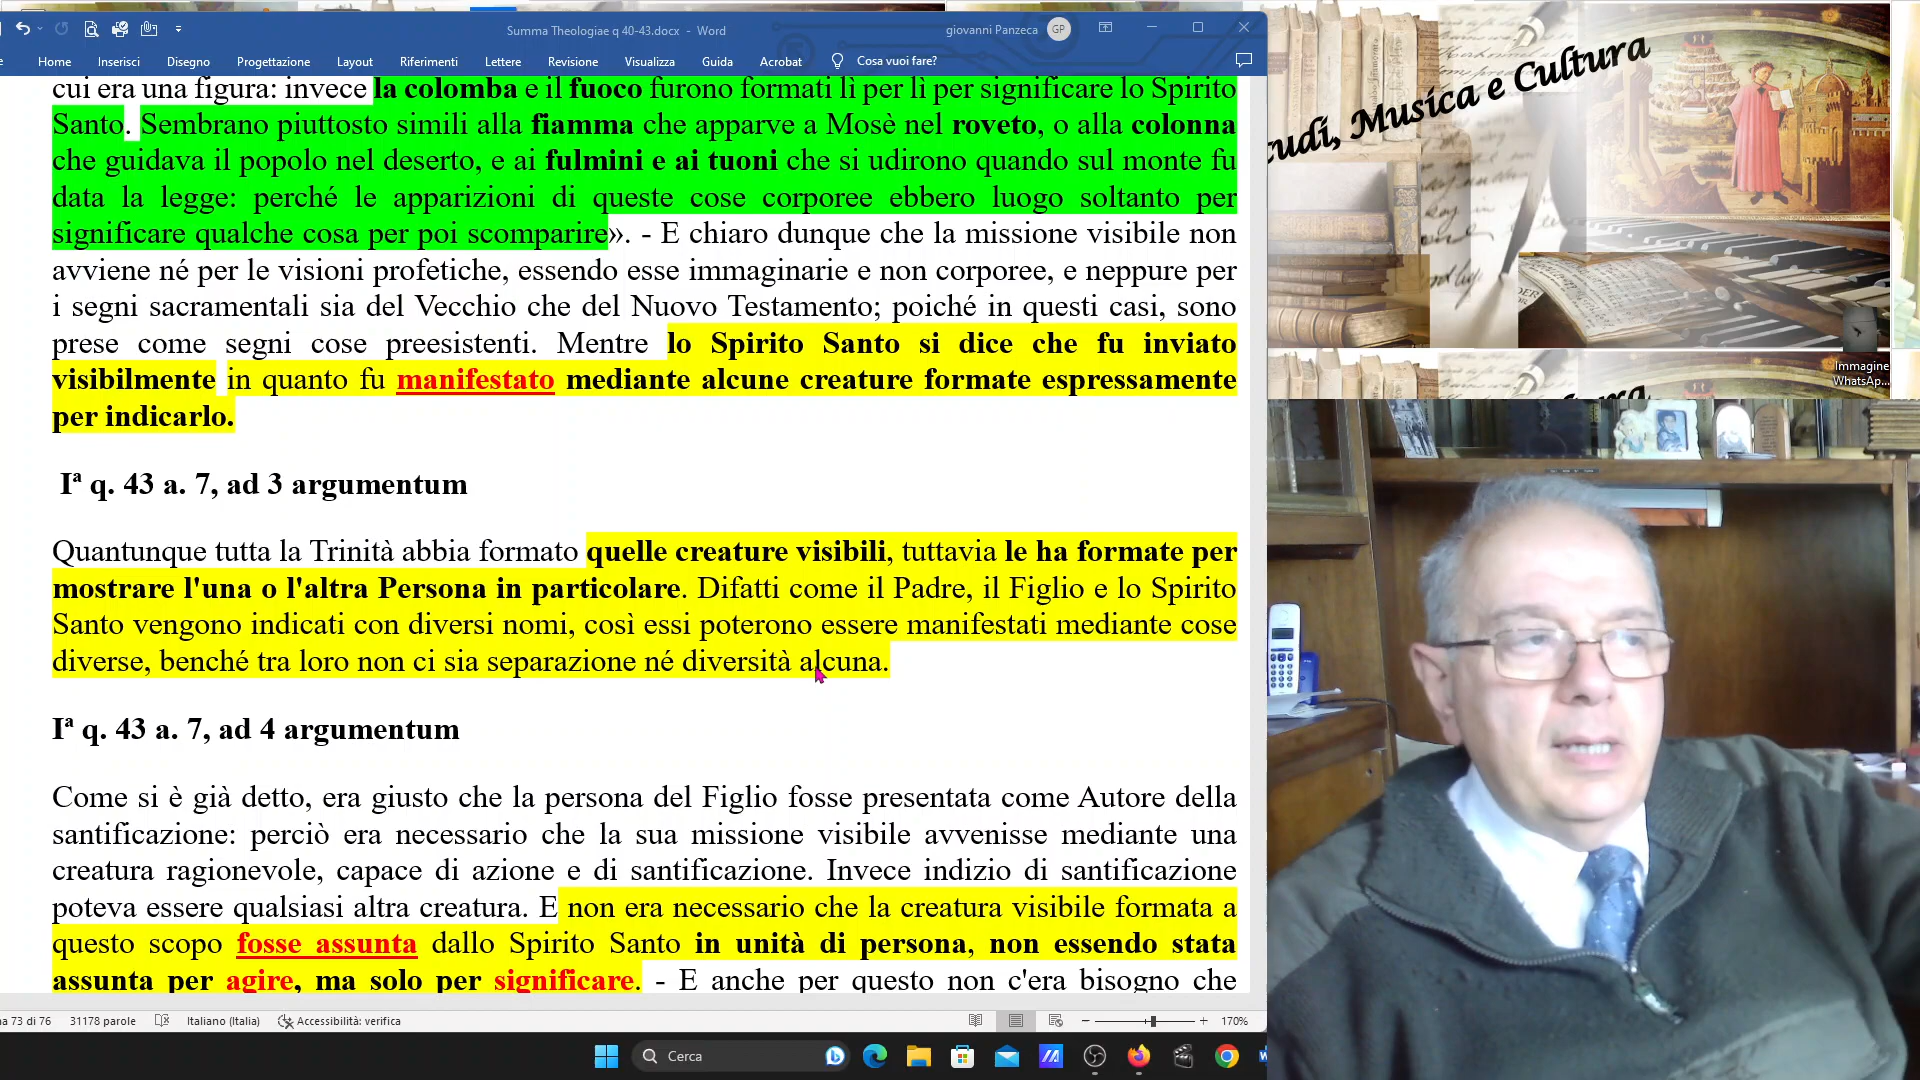 Summa Theologiae q 40-43.docx - Word
giovanni Panzeca
GP
Home Inserisci Disegno Progettazione Layout Riferimenti Lettere Revisione Visualizza Guida Acrobat Cosa vuoi fare?
cui era una figura: invece la colomba e il fuoco furono formati lì per lì per significare lo Spirito
Santo. Sembrano piuttosto simili alla fiamma che apparve a Mosè nel roveto, o alla colonna
che guidava il popolo nel deserto, e ai fulmini e ai tuoni che si udirono quando sul monte fu
data la legge: perché le apparizioni di queste cose corporee ebbero luogo soltanto per
significare qualche cosa per poi scomparire». - E chiaro dunque che la missione visibile non
avviene né per le visioni profetiche, essendo esse immaginarie e non corporee, e neppure per
i segni sacramentali sia del Vecchio che del Nuovo Testamento; poiché in questi casi, sono
prese come segni cose preesistenti. Mentre lo Spirito Santo si dice che fu inviato
visibilmente in quanto fu manifestato mediante alcune creature formate espressamente
per indicarlo.
Iª q. 43 a. 7, ad 3 argumentum
Quantunque tutta la Trinità abbia formato quelle creature visibili, tuttavia le ha formate per
mostrare l'una o l'altra Persona in particolare. Difatti come il Padre, il Figlio e lo Spirito
Santo vengono indicati con diversi nomi, così essi poterono essere manifestati mediante cose
diverse, benché tra loro non ci sia separazione né diversità alcuna.
Iª q. 43 a. 7, ad 4 argumentum
Come si è già detto, era giusto che la persona del Figlio fosse presentata come Autore della
santificazione: perciò era necessario che la sua missione visibile avvenisse mediante una
creatura ragionevole, capace di azione e di santificazione. Invece indizio di santificazione
poteva essere qualsiasi altra creatura. E non era necessario che la creatura visibile formata a
questo scopo fosse assunta dallo Spirito Santo in unità di persona, non essendo stata
assunta per agire, ma solo per significare. - E anche per questo non c'era bisogno che
na 73 di 76 31178 parole Italiano (Italia) Accessibilità: verifica 170%
Cerca
tudi, Musica e Cultura
Immagine
WhatsAp...